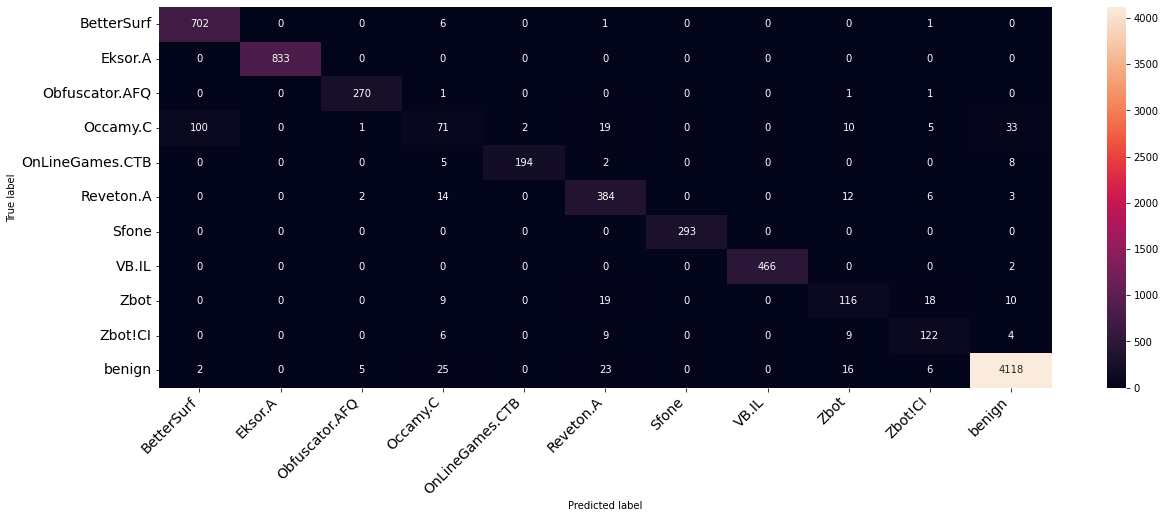 BetterSurf 702 0 0 6 0 1 0 0 0 1 0
Eksor.A 0 833 0 0 0 0 0 0 0 0 0
Obfuscator.AFQ 0 0 270 1 0 0 0 0 1 1 0
Occamy.C 100 0 1 71 2 19 0 0 10 5 33
OnLineGames.CTB 0 0 0 5 194 2 0 0 0 0 8
Reveton.A 0 0 2 14 0 384 0 0 12 6 3
Sfone 0 0 0 0 0 0 293 0 0 0 0
VB.IL 0 0 0 0 0 0 0 466 0 0 2
Zbot 0 0 0 9 0 19 0 0 116 18 10
Zbot!CI 0 0 0 6 0 9 0 0 9 122 4
benign 2 0 5 25 0 23 0 0 16 6 4118
True label
BetterSurf Eksor.A Obfuscator.AFQ Occamy.C OnLineGames.CTB Reveton.A Sfone VB.IL Zbot Zbot!CI benign
Predicted label
4000
3500
3000
2500
2000
1500
1000
500
0